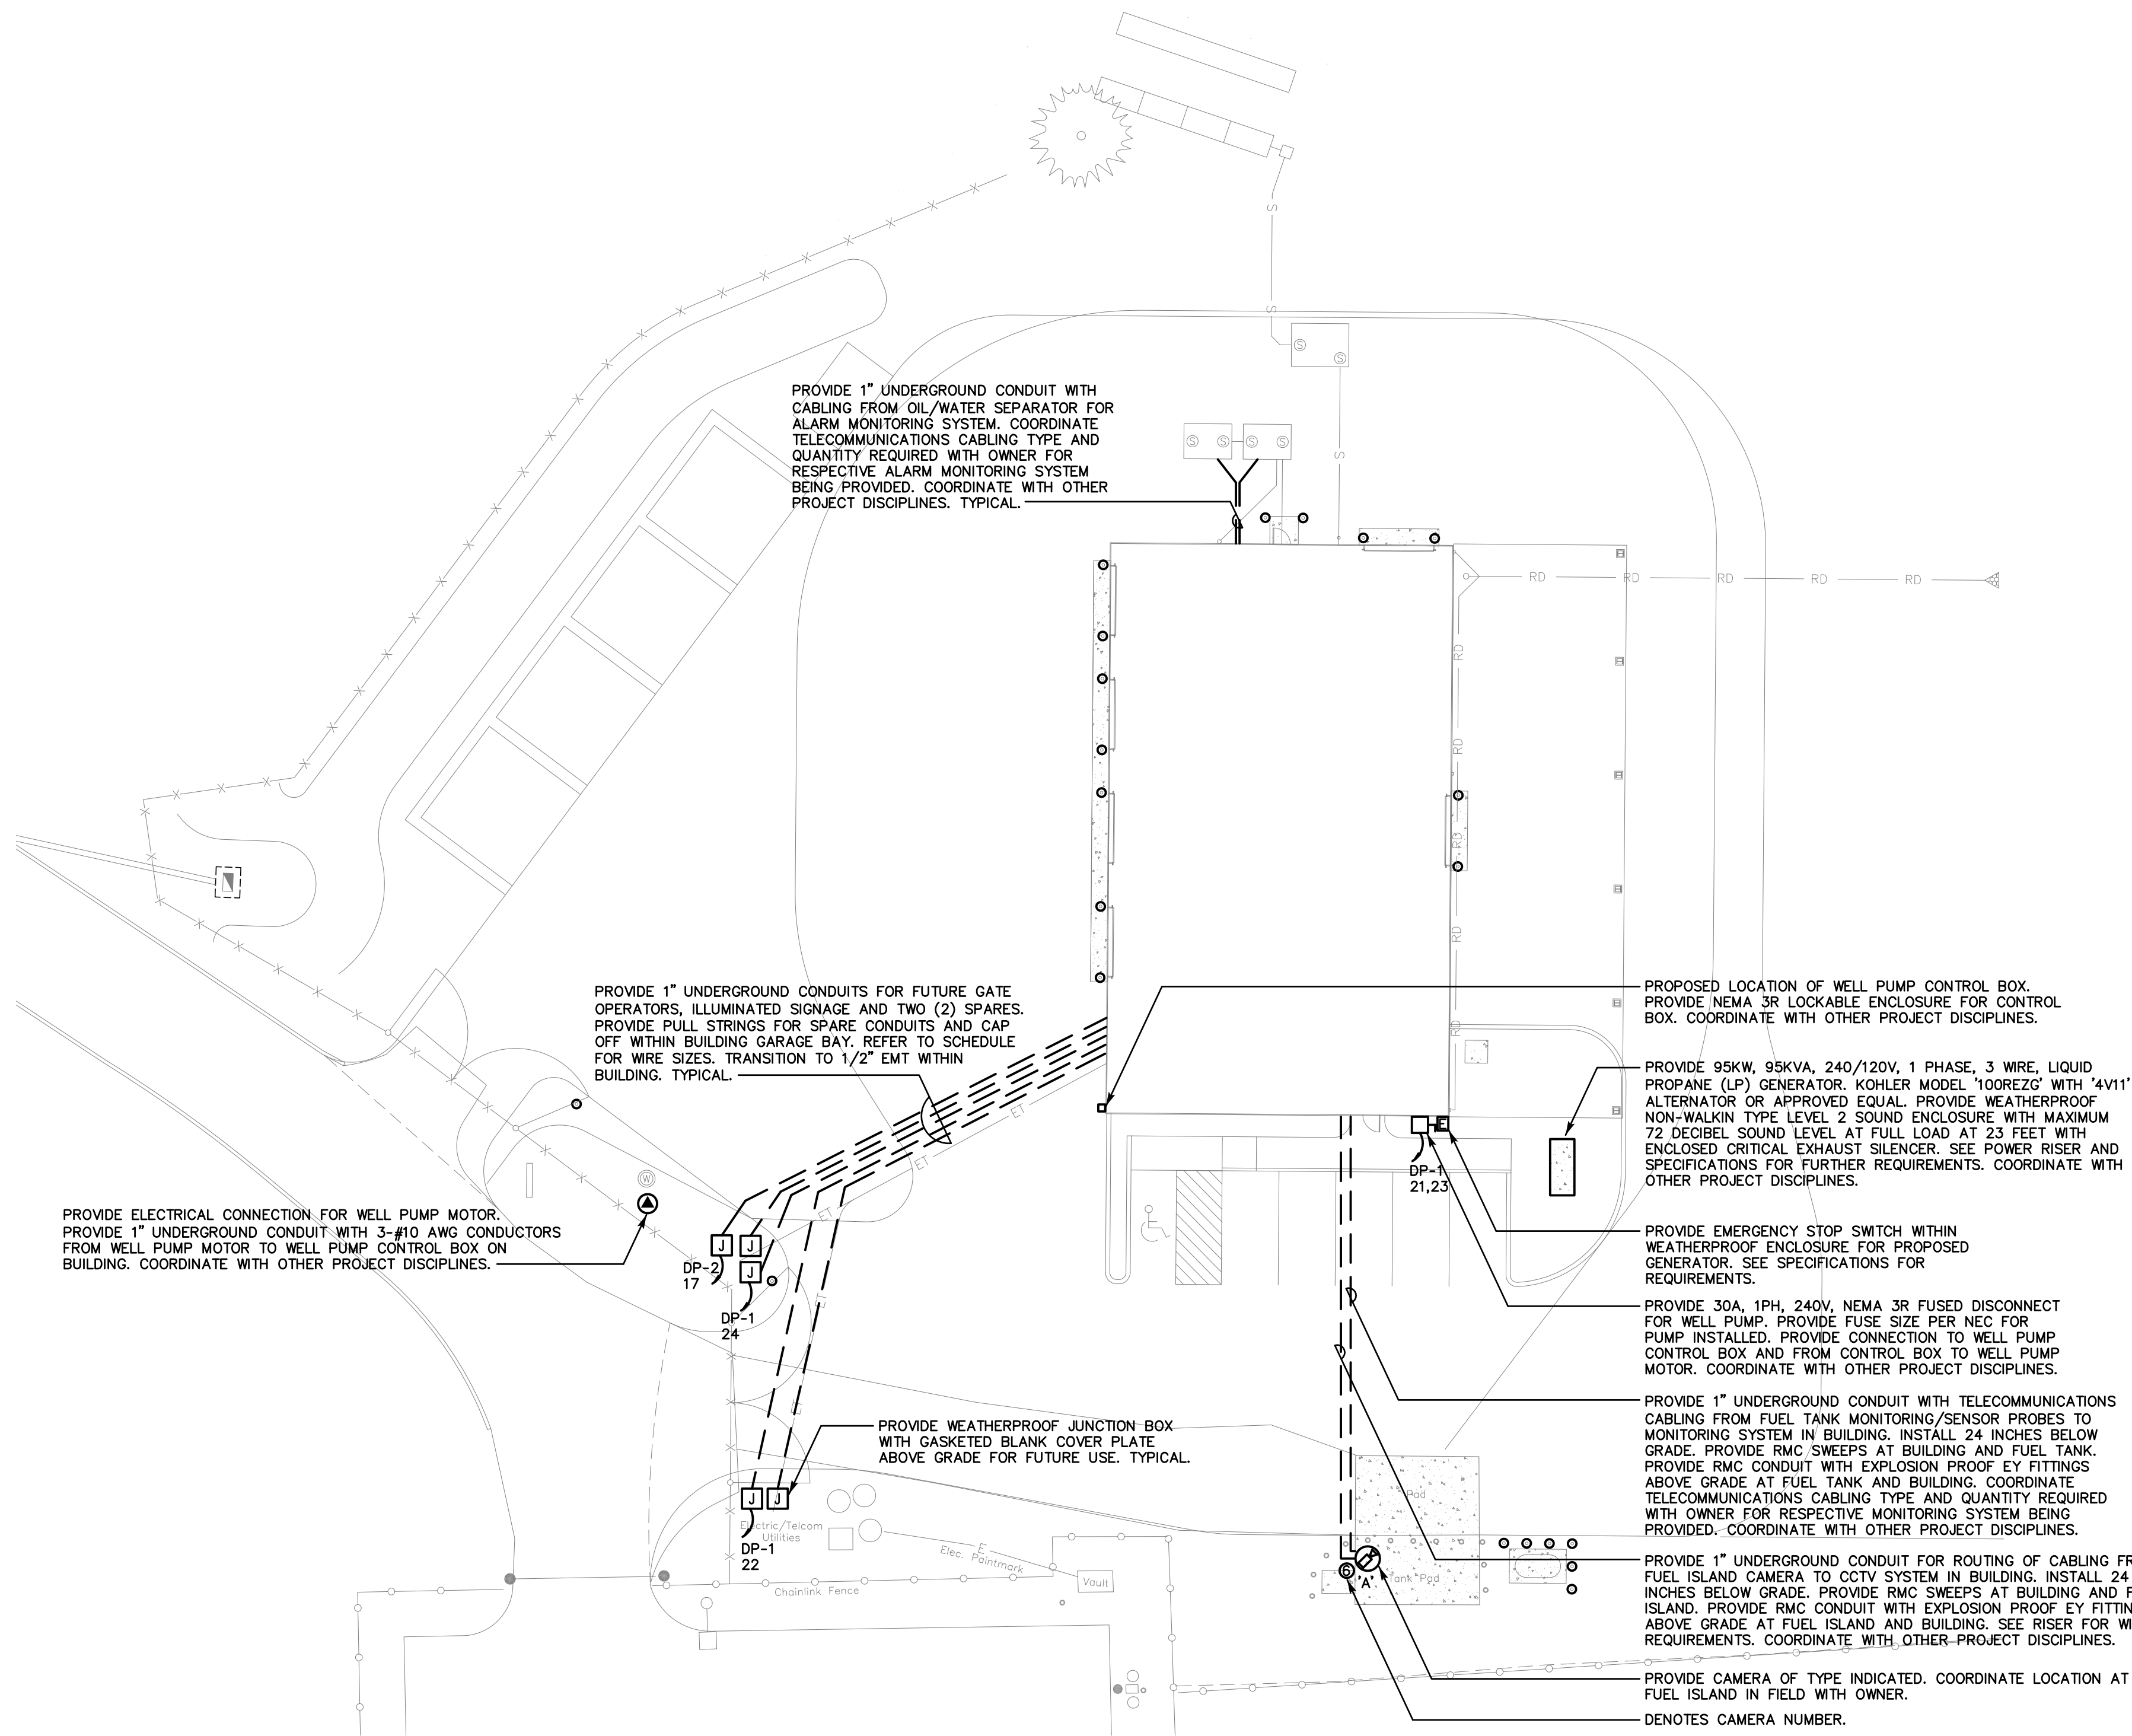 PROVIDE 1" UNDERGROUND CONDUIT WITH
CABLING FROM OIL/WATER SEPARATOR FOR
ALARM MONITORING SYSTEM. COORDINATE
TELECOMMUNICATIONS CABLING TYPE AND
QUANTITY REQUIRED WITH OWNER FOR
RESPECTIVE ALARM MONITORING SYSTEM
BEING PROVIDED. COORDINATE WITH OTHER
PROJECT DISCIPLINES. TYPICAL.
S
S
S
S
S
S
S
S
S
RD
RD
RD
RD
RD
RD
RD
RD
RD
RD
PROVIDE 1" UNDERGROUND CONDUITS FOR FUTURE GATE
OPERATORS, ILLUMINATED SIGNAGE AND TWO (2) SPARES.
PROVIDE PULL STRINGS FOR SPARE CONDUITS AND CAP
OFF WITHIN BUILDING GARAGE BAY. REFER TO SCHEDULE
FOR WIRE SIZES. TRANSITION TO 1/2" EMT WITHIN
BUILDING. TYPICAL.
PROPOSED LOCATION OF WELL PUMP CONTROL BOX.
PROVIDE NEMA 3R LOCKABLE ENCLOSURE FOR CONTROL
BOX. COORDINATE WITH OTHER PROJECT DISCIPLINES.
PROVIDE 95KW, 95KVA, 240/120V, 1 PHASE, 3 WIRE, LIQUID
PROPANE (LP) GENERATOR. KOHLER MODEL '100REZG' WITH '4V11'
ALTERNATOR OR APPROVED EQUAL. PROVIDE WEATHERPROOF
NON-WALKIN TYPE LEVEL 2 SOUND ENCLOSURE WITH MAXIMUM
72 DECIBEL SOUND LEVEL AT FULL LOAD AT 23 FEET WITH
ENCLOSED CRITICAL EXHAUST SILENCER. SEE POWER RISER AND
SPECIFICATIONS FOR FURTHER REQUIREMENTS. COORDINATE WITH
OTHER PROJECT DISCIPLINES.
ET
ET
ET
ET
ET
ET
E
DP-1
21,23
W
PROVIDE ELECTRICAL CONNECTION FOR WELL PUMP MOTOR.
PROVIDE 1" UNDERGROUND CONDUIT WITH 3-#10 AWG CONDUCTORS
FROM WELL PUMP MOTOR TO WELL PUMP CONTROL BOX ON
BUILDING. COORDINATE WITH OTHER PROJECT DISCIPLINES.
J
J
J
DP-2
17
DP-1
24
PROVIDE EMERGENCY STOP SWITCH WITHIN
WEATHERPROOF ENCLOSURE FOR PROPOSED
GENERATOR. SEE SPECIFICATIONS FOR
REQUIREMENTS.
PROVIDE 30A, 1PH, 240V, NEMA 3R FUSED DISCONNECT
FOR WELL PUMP. PROVIDE FUSE SIZE PER NEC FOR
PUMP INSTALLED. PROVIDE CONNECTION TO WELL PUMP
CONTROL BOX AND FROM CONTROL BOX TO WELL PUMP
MOTOR. COORDINATE WITH OTHER PROJECT DISCIPLINES.
PROVIDE WEATHERPROOF JUNCTION BOX
WITH GASKETED BLANK COVER PLATE
ABOVE GRADE FOR FUTURE USE. TYPICAL.
PROVIDE 1" UNDERGROUND CONDUIT WITH TELECOMMUNICATIONS
CABLING FROM FUEL TANK MONITORING/SENSOR PROBES TO
MONITORING SYSTEM IN BUILDING. INSTALL 24 INCHES BELOW
GRADE. PROVIDE RMC SWEEPS AT BUILDING AND FUEL TANK.
PROVIDE RMC CONDUIT WITH EXPLOSION PROOF EY FITTINGS
ABOVE GRADE AT FUEL TANK AND BUILDING. COORDINATE
TELECOMMUNICATIONS CABLING TYPE AND QUANTITY REQUIRED
WITH OWNER FOR RESPECTIVE MONITORING SYSTEM BEING
PROVIDED. COORDINATE WITH OTHER PROJECT DISCIPLINES.
J
J
Electric/Telcom
Utilities
DP-1
22
E
Elec. Paintmark
Vault
Chainlink Fence
Pad
Tank Pad
6
'A'
PROVIDE 1" UNDERGROUND CONDUIT FOR ROUTING OF CABLING FR
FUEL ISLAND CAMERA TO CCTV SYSTEM IN BUILDING. INSTALL 24
INCHES BELOW GRADE. PROVIDE RMC SWEEPS AT BUILDING AND F
ISLAND. PROVIDE RMC CONDUIT WITH EXPLOSION PROOF EY FITTIN
ABOVE GRADE AT FUEL ISLAND AND BUILDING. SEE RISER FOR WI
REQUIREMENTS. COORDINATE WITH OTHER PROJECT DISCIPLINES.
PROVIDE CAMERA OF TYPE INDICATED. COORDINATE LOCATION AT
FUEL ISLAND IN FIELD WITH OWNER.
DENOTES CAMERA NUMBER.